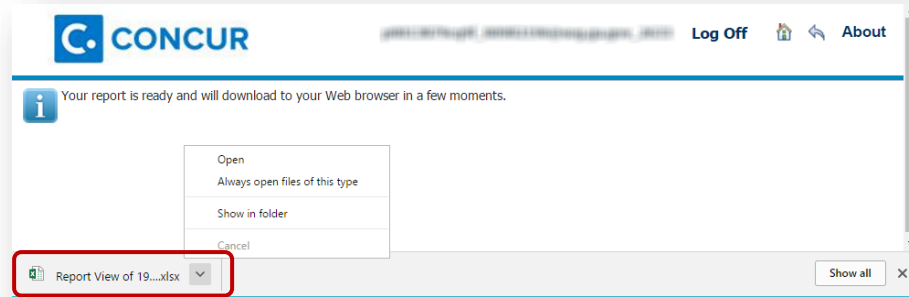 C. CONCUR
Log Off
About
Your report is ready and will download to your Web browser in a few moments.
Open
Always open files of this type
Show in folder
Cancel
Report View of 19....xlsx
Show all